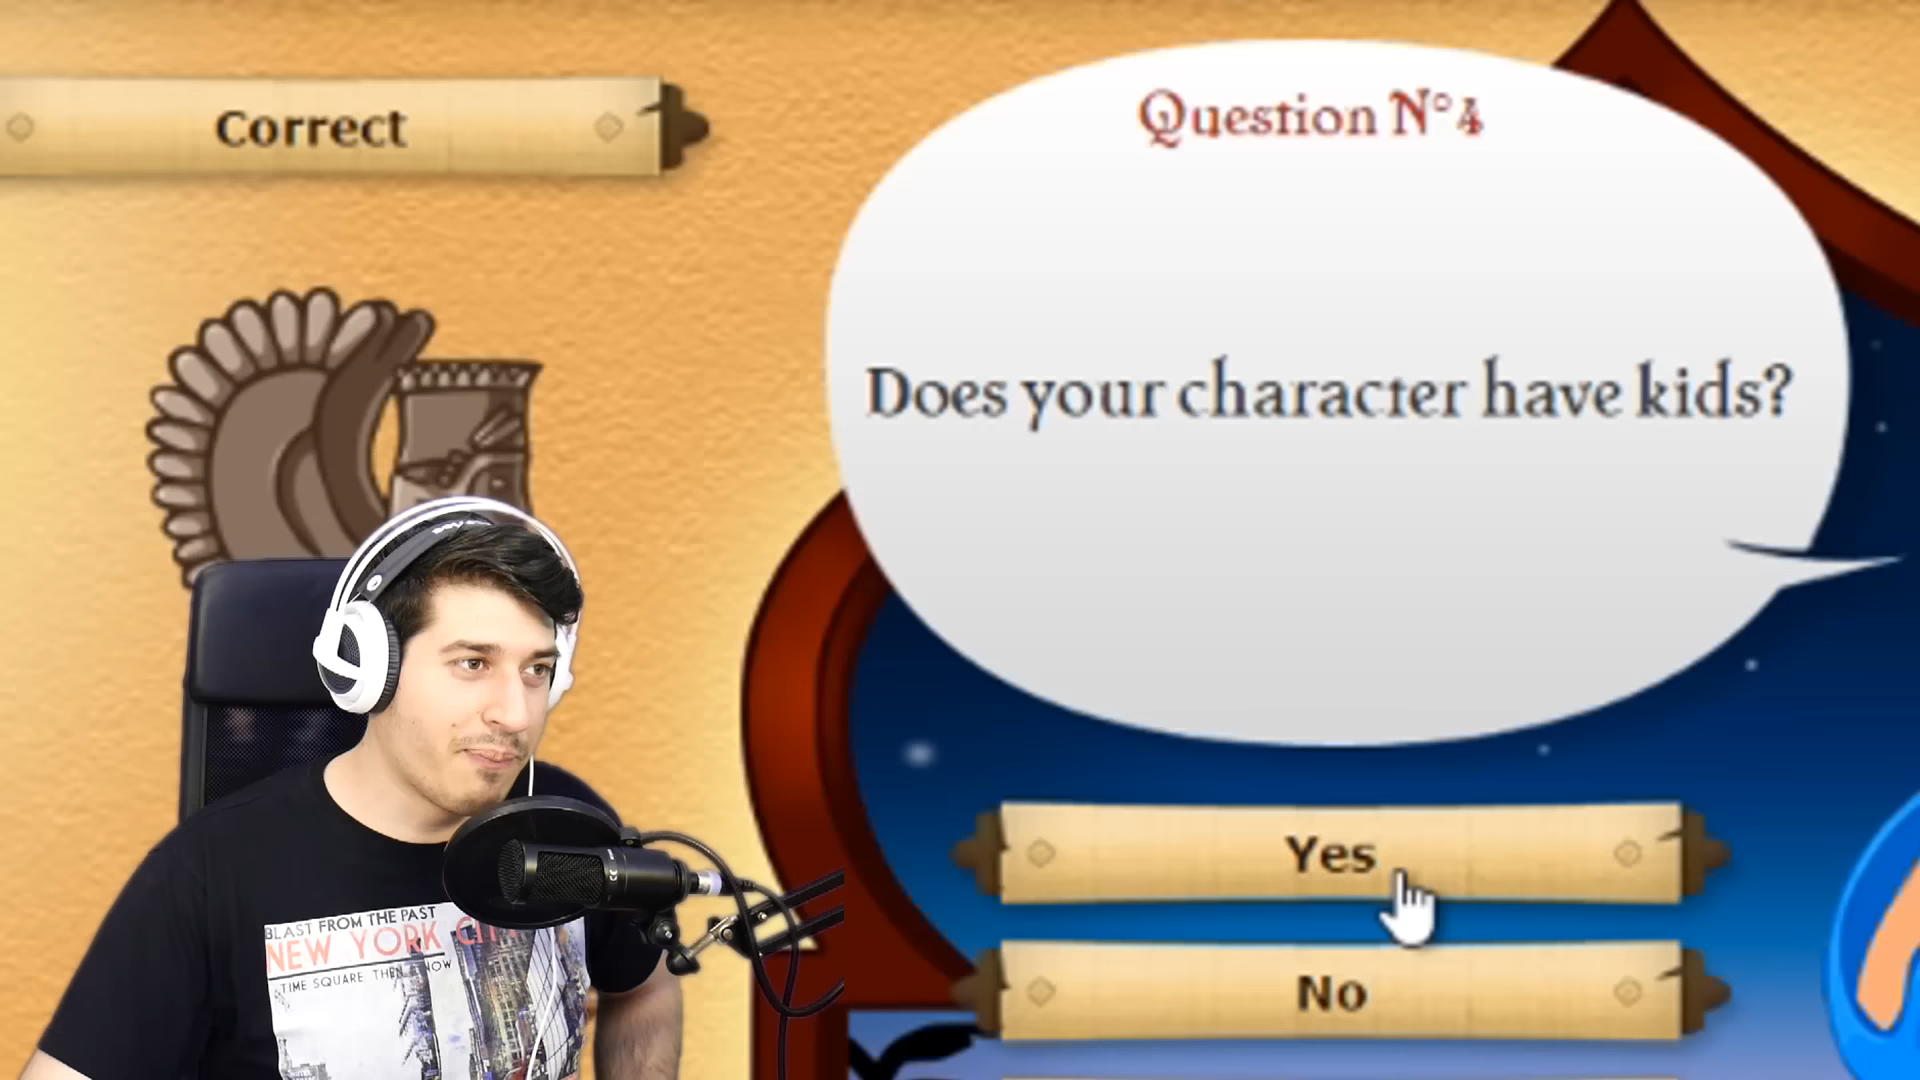 Correct
Question N°4
Does your character have kids?
Yes
No
BLAST FROM THE PAST
NEW YORK CITY
TIME SQUARE THEN NOW